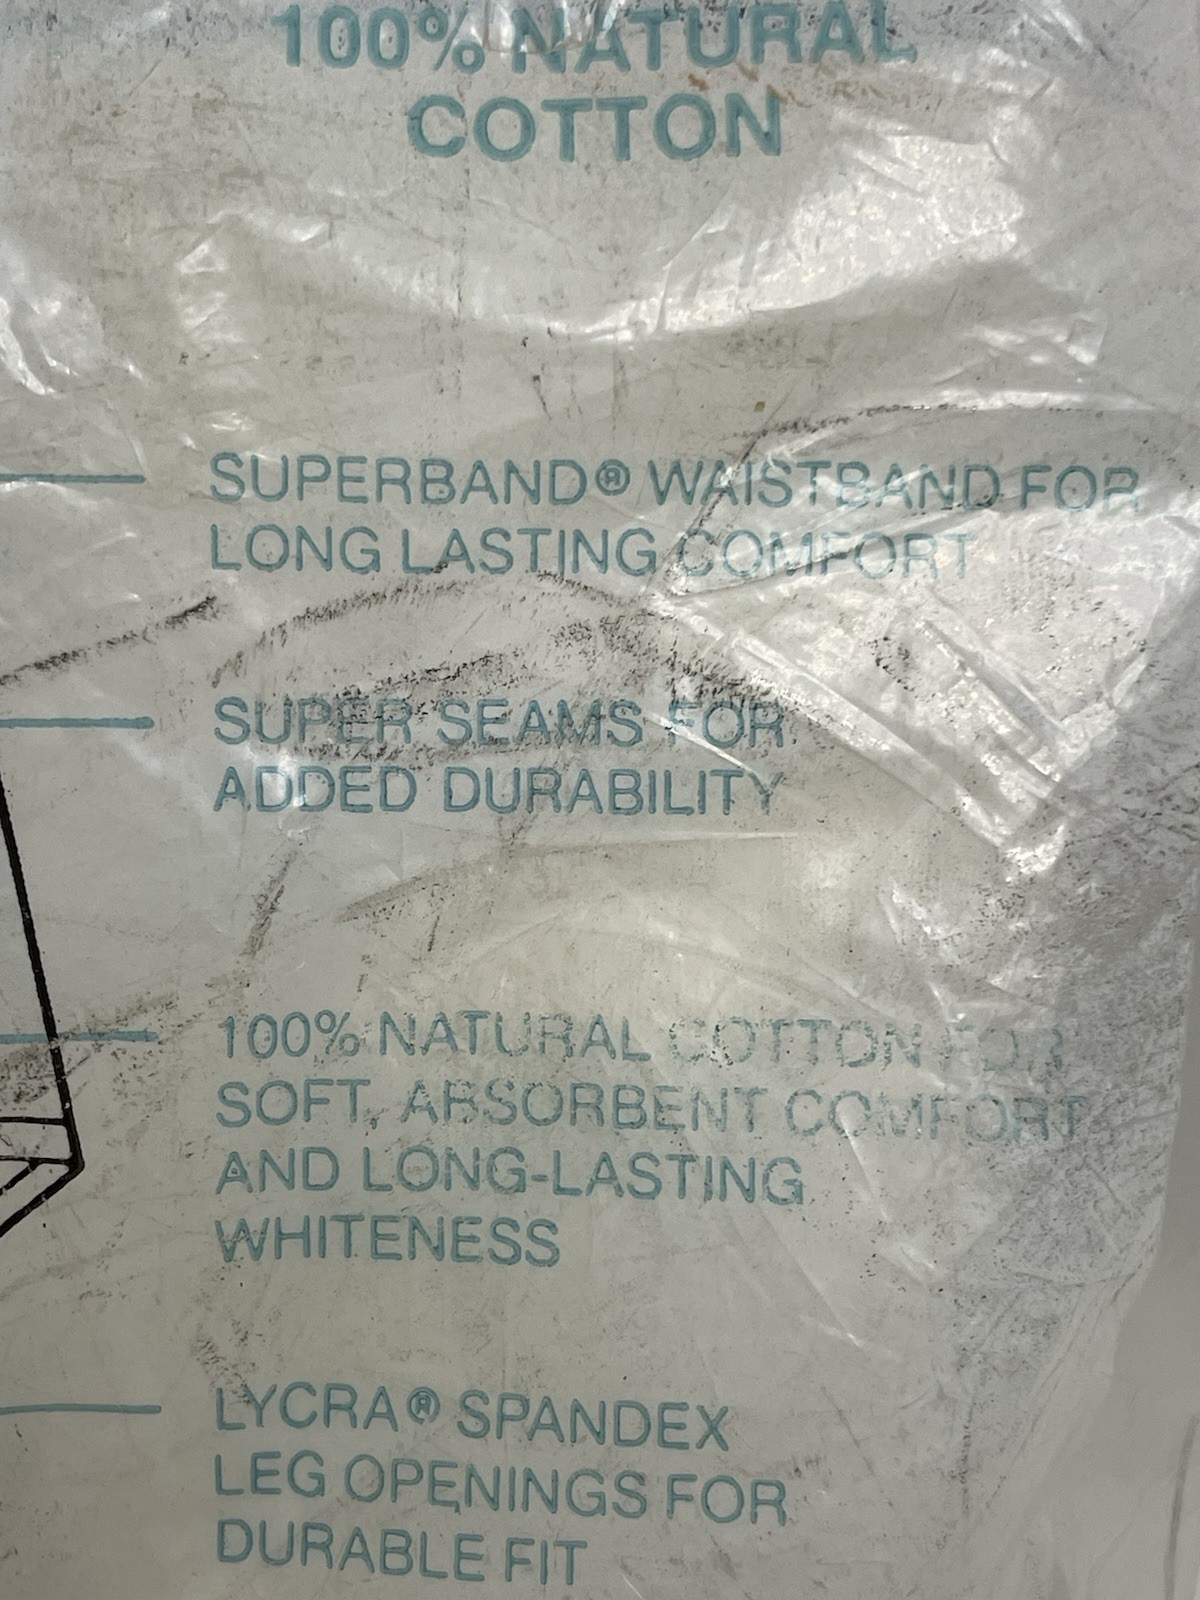 100% NATURAL
COTTON
SUPERBAND® WAISTBAND FOR
LONG LASTING COMFORT
SUPER SEAMS FOR
ADDED DURABILITY
100% NATURAL COTTON FOR
SOFT, ABSORBENT COMFORT
AND LONG-LASTING
WHITENESS
LYCRA® SPANDEX
LEG OPENINGS FOR
DURABLE FIT